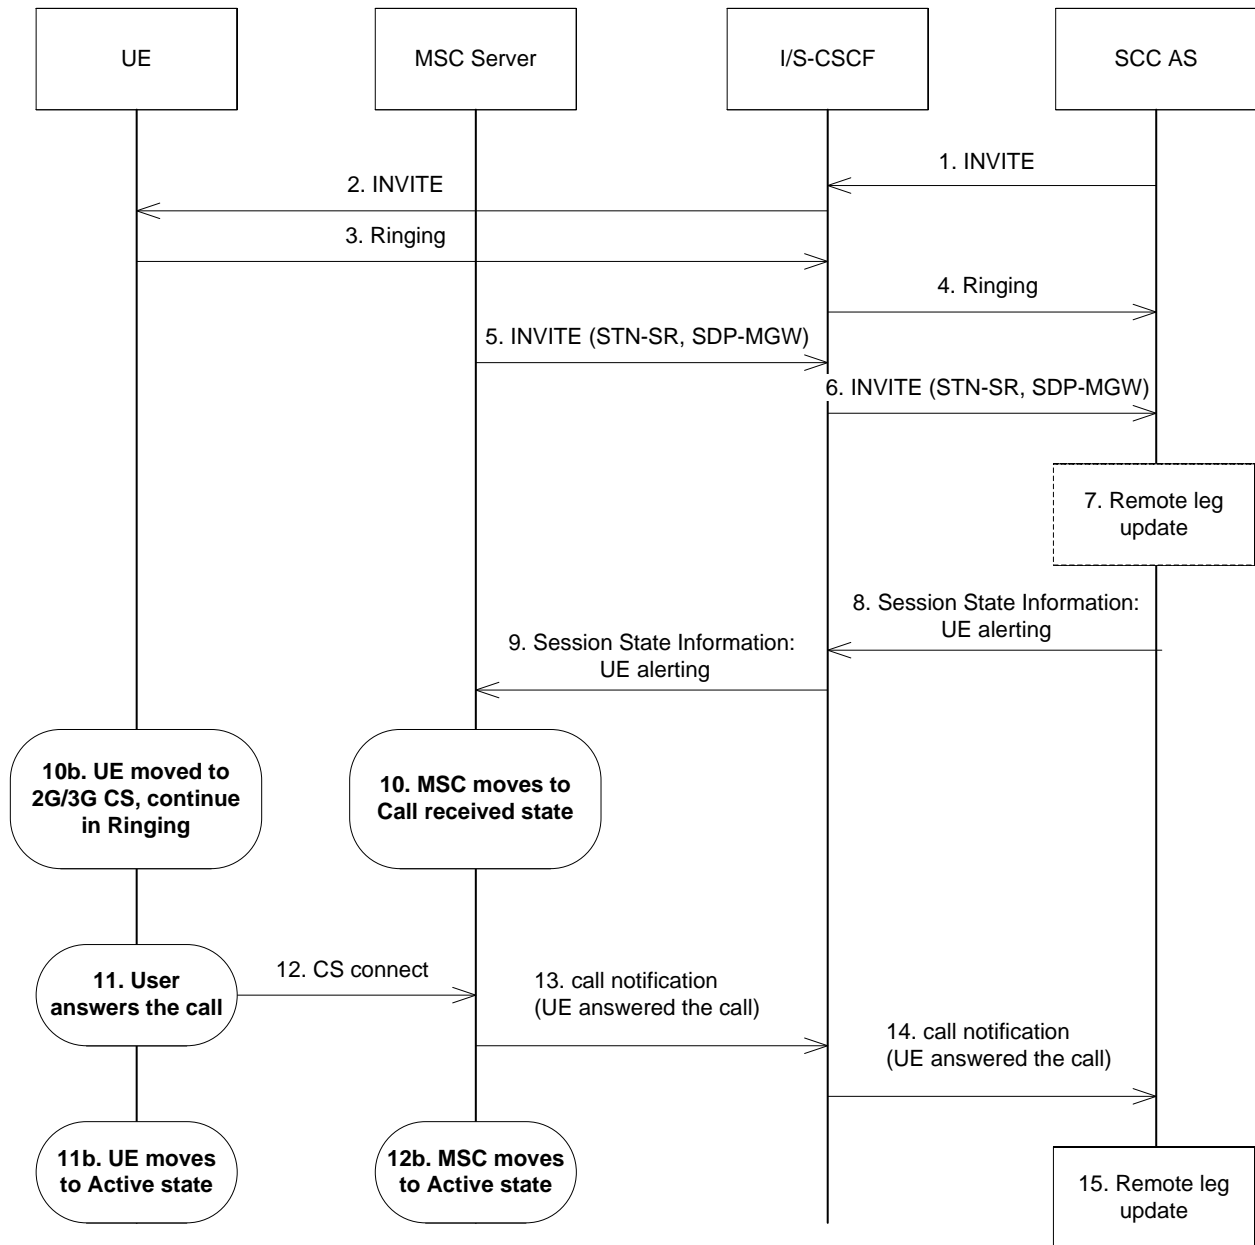 UE
MSC Server
I/S-CSCF
SCC AS
1. INVITE
2. INVITE
3. Ringing
4. Ringing
5. INVITE (STN-SR, SDP-MGW)
6. INVITE (STN-SR, SDP-MGW)
7. Remote leg
update
8. Session State Information:
UE alerting
9. Session State Information:
UE alerting
10b. UE moved to
2G/3G CS, continue
in Ringing
10. MSC moves to
Call received state
11. User
answers the call
12. CS connect
13. call notification
(UE answered the call)
14. call notification
(UE answered the call)
11b. UE moves
to Active state
12b. MSC moves
to Active state
15. Remote leg
update